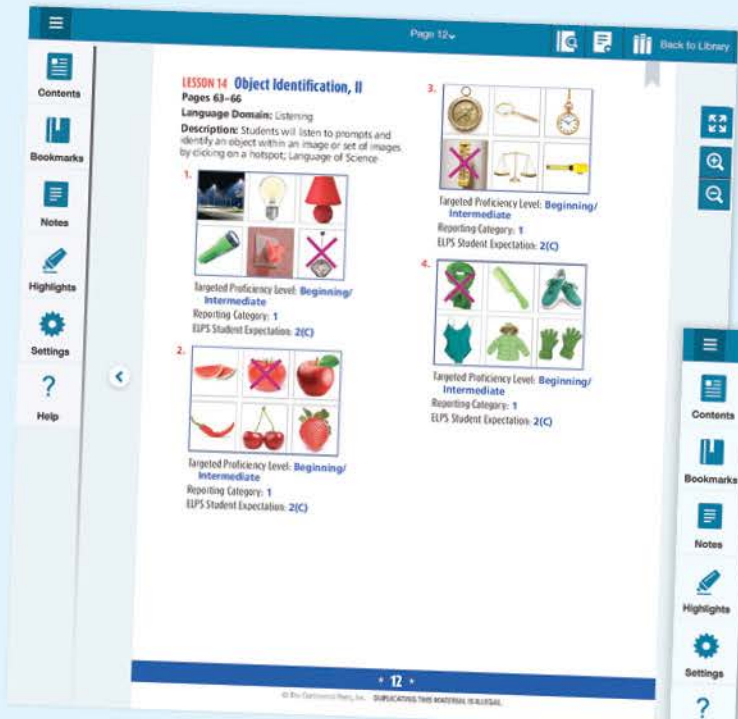 Page 12
Back to Library
Contents
Bookmarks
Notes
Highlights
Settings
?
Help
LESSON 14 Object Identification, II
Pages 63–66
Language Domain: Listening
Description: Students will listen to prompts and
identify an object within an image or set of images
by clicking on a hotspot; Language of Science
1.
Targeted Proficiency Level: Beginning/
Intermediate
Reporting Category: 1
ELPS Student Expectation: 2(C)
2.
Targeted Proficiency Level: Beginning/
Intermediate
Reporting Category: 1
ELPS Student Expectation: 2(C)
3.
Targeted Proficiency Level: Beginning/
Intermediate
Reporting Category: 1
ELPS Student Expectation: 2(C)
4.
Targeted Proficiency Level: Beginning/
Intermediate
Reporting Category: 1
ELPS Student Expectation: 2(C)
• 12 •
© The Continental Press, Inc. DUPLICATING THIS MATERIAL IS ILLEGAL.
Contents
Bookmarks
Notes
Highlights
Settings
?